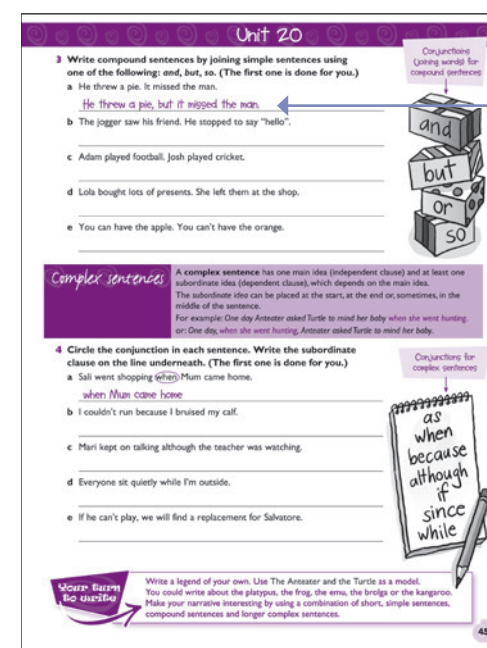 Unit 20
3 Write compound sentences by joining simple sentences using
one of the following: and, but, so. (The first one is done for you.)
a He threw a pie. It missed the man.
He threw a pie, but it missed the man.
b The jogger saw his friend. He stopped to say “hello”.
c Adam played football. Josh played cricket.
d Lola bought lots of presents. She left them at the shop.
e You can have the apple. You can't have the orange.
Conjunctions
(joining words) for
compound sentences
and
but
or
so
Complex sentences
A complex sentence has one main idea (independent clause) and at least one
subordinate idea (dependent clause), which depends on the main idea.
The subordinate idea can be placed at the start, at the end or, sometimes, in the
middle of the sentence.
For example: One day Anteater asked Turtle to mind her baby when she went hunting.
or: One day, when she went hunting, Anteater asked Turtle to mind her baby.
4 Circle the conjunction in each sentence. Write the subordinate
clause on the line underneath. (The first one is done for you.)
a Sali went shopping when Mum came home.
when Mum came home
b I couldn't run because I bruised my calf.
c Mari kept on talking although the teacher was watching.
d Everyone sit quietly while I'm outside.
e If he can't play, we will find a replacement for Salvatore.
Conjunctions for
complex sentences
as
when
because
although
if
since
while
Your turn
to write
Write a legend of your own. Use The Anteater and the Turtle as a model.
You could write about the platypus, the frog, the emu, the brolga or the kangaroo.
Make your narrative interesting by using a combination of short, simple sentences,
compound sentences and longer complex sentences.
45